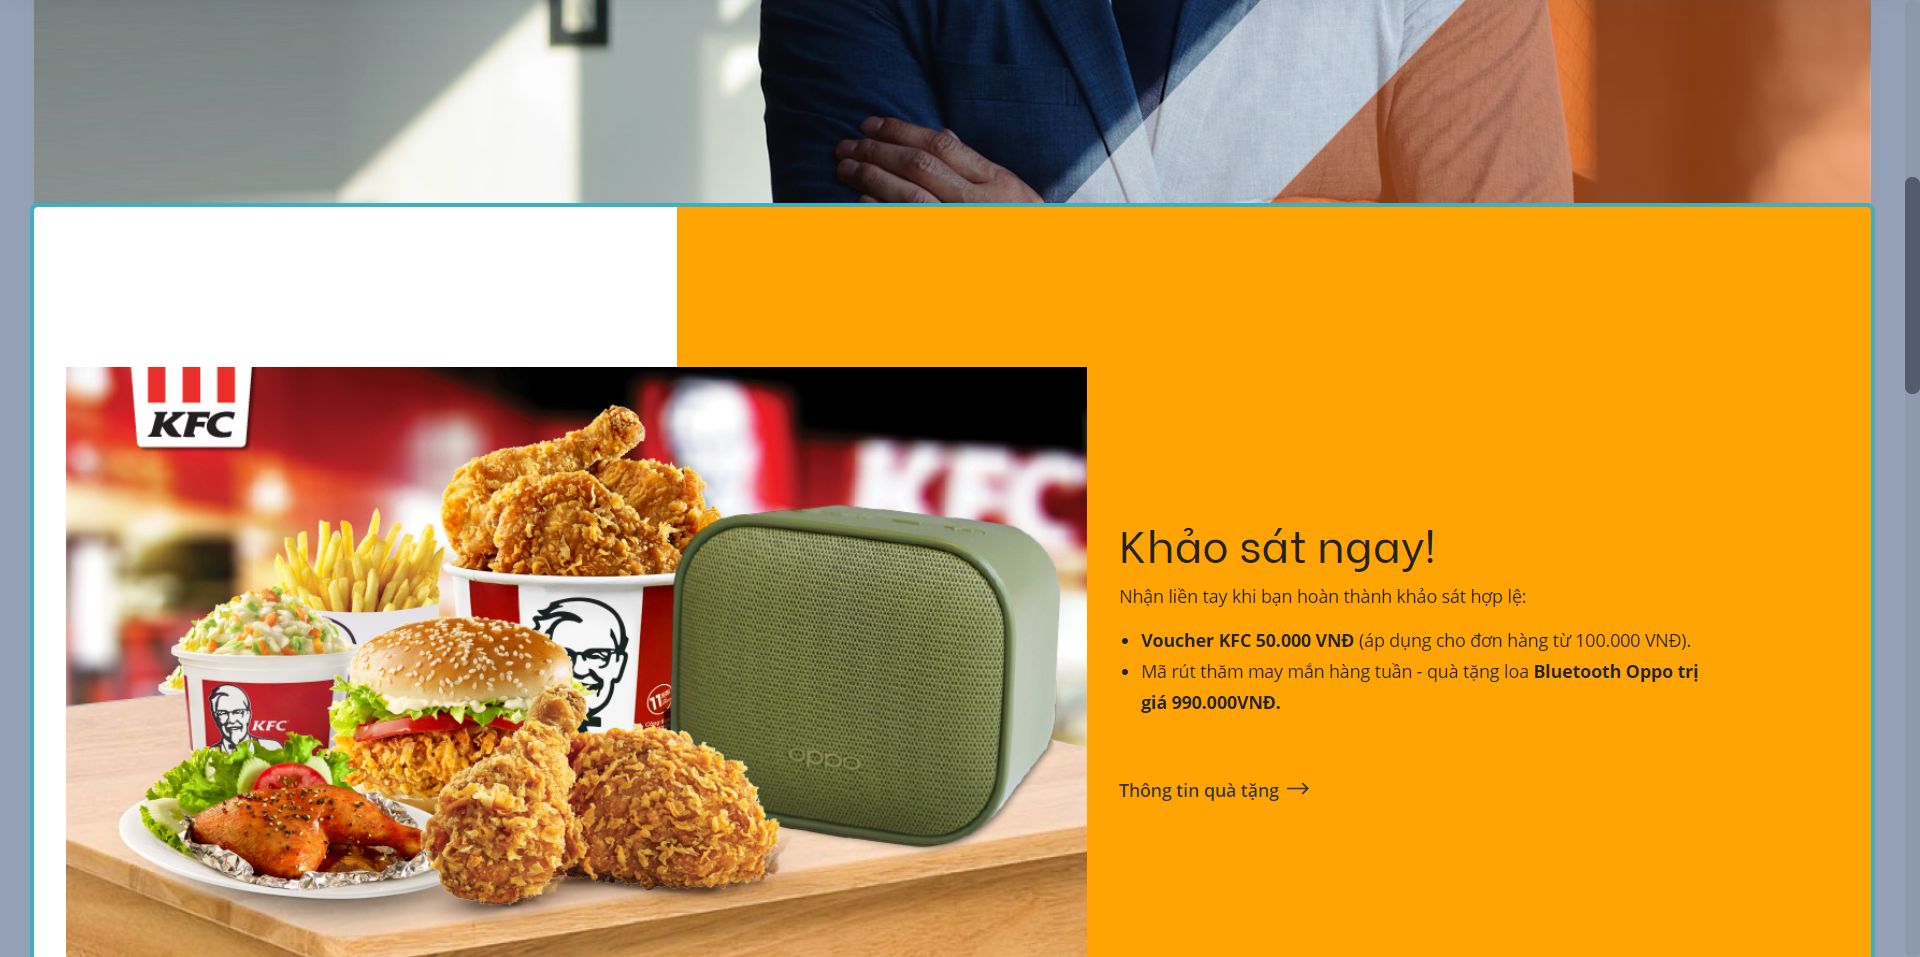 KFC
KFC
KFC
11
oppo
Khảo sát ngay!
Nhận liền tay khi bạn hoàn thành khảo sát hợp lệ:
• Voucher KFC 50.000 VNĐ (áp dụng cho đơn hàng từ 100.000 VNĐ).
• Mã rút thăm may mắn hàng tuần - quà tặng loa Bluetooth Oppo trị
giá 990.000VNĐ.
Thông tin quà tặng